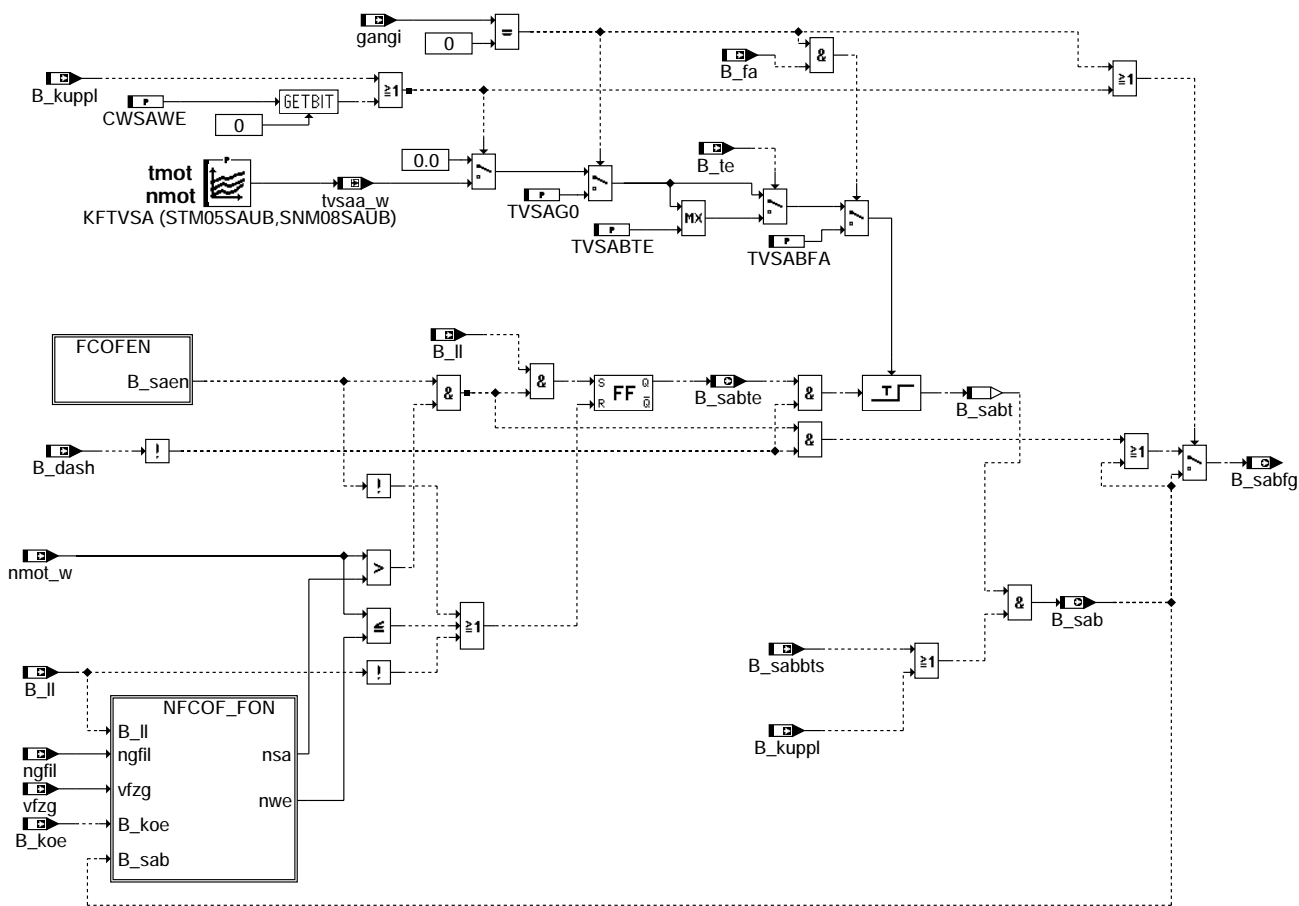 gangi
0
=
B_fa
&
B_kuppl
≥1
≥1
CWSAWE
P
GETBIT
0
tmot
nmot
P
KFTVSA (STM05SAUB,SNM08SAUB)
tvsaa_w
0.0
P
TVSAG0
B_te
P
TVSABTE
MX
P
TVSABFA
FCOFEN
B_saen
B_ll
&
&
S Q
FF
R Q
B_sabte
&
T
B_sabt
B_dash
!
&
≥1
B_sabfg
!
nmot_w
>
≤
≥1
&
B_sab
B_sabbts
≥1
B_ll
!
B_kuppl
NFCOF_FON
B_ll
ngfil
ngfil
nsa
vfzg
vfzg
nwe
B_koe
B_koe
B_sab